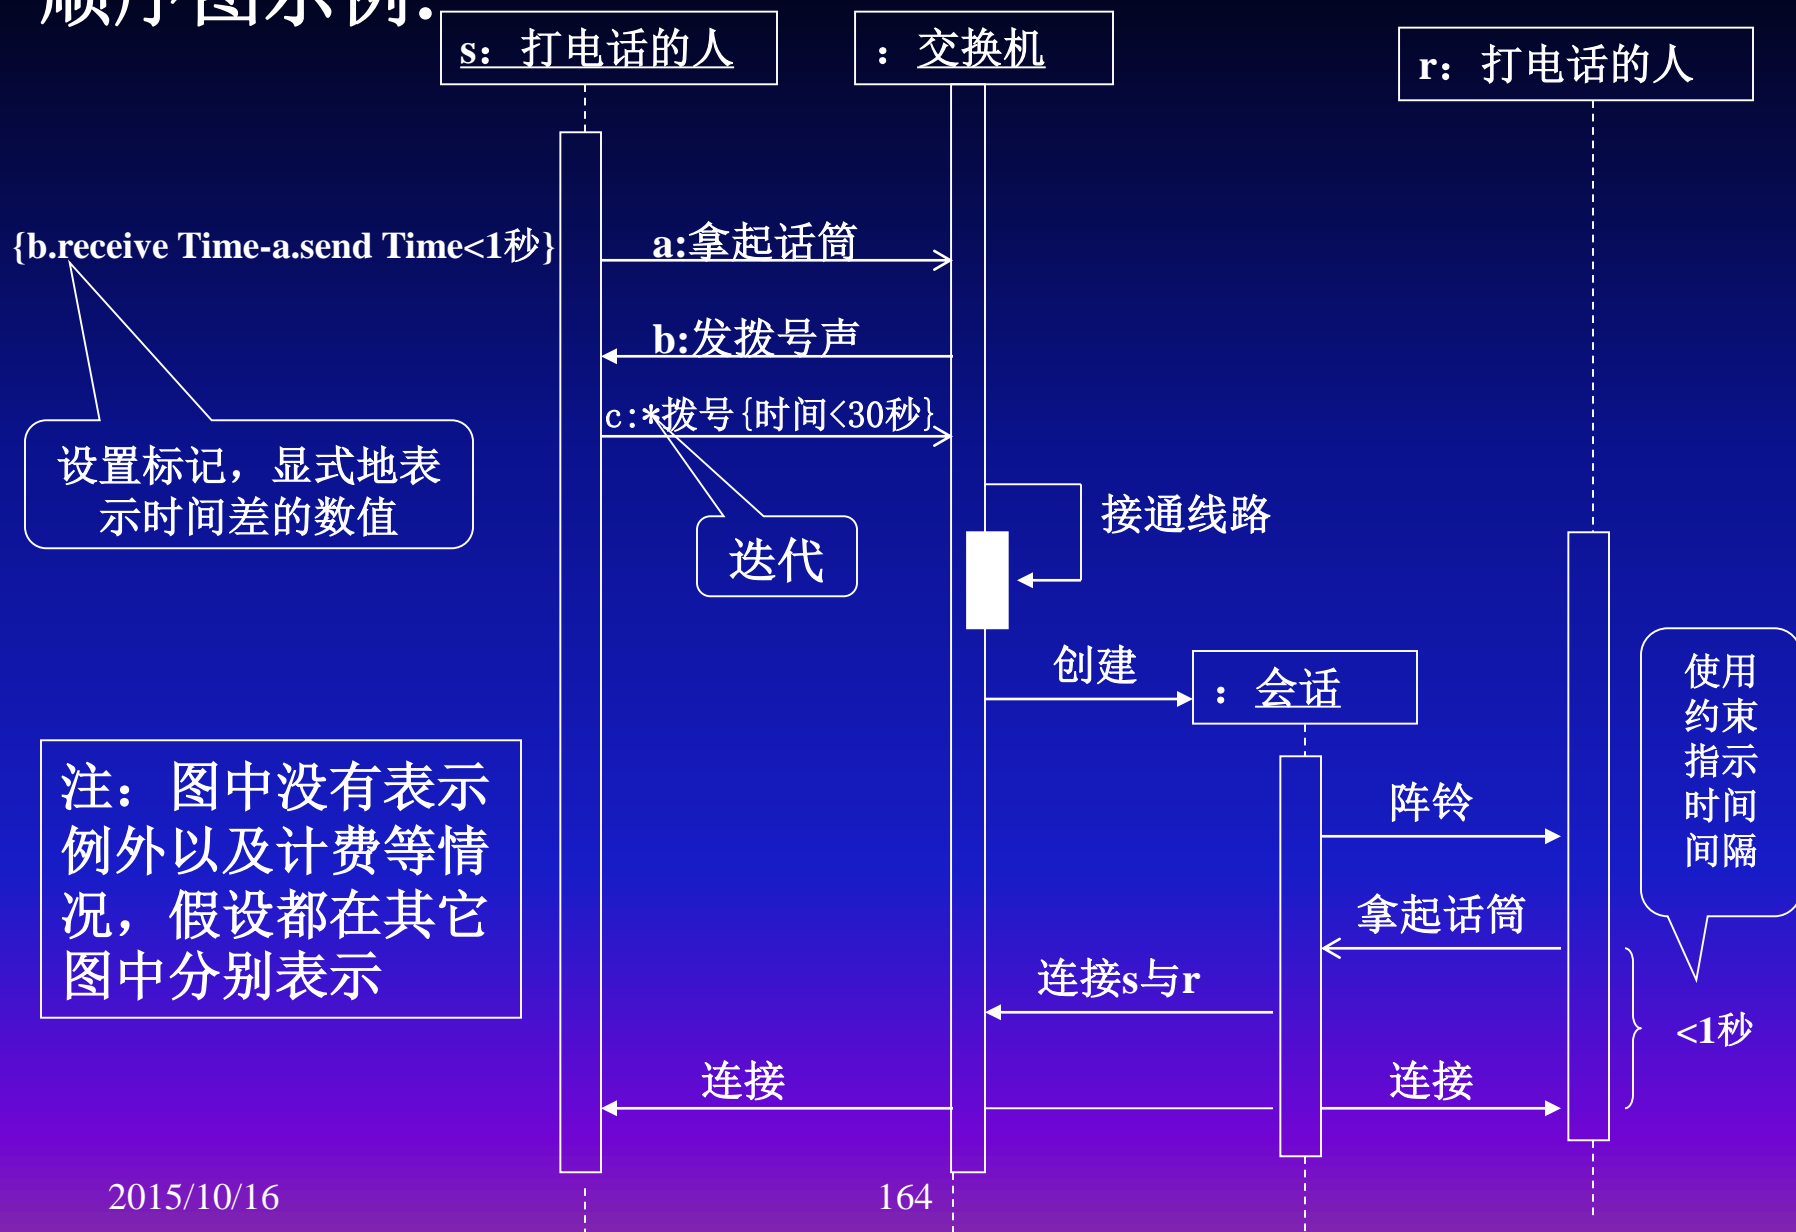 顺序图示例:
s: 打电话的人
: 交换机
r: 打电话的人
{b.receive Time-a.send Time<1秒}
a:拿起话筒
b:发拨号声
c:*拨号{时间<30秒}
设置标记，显式地表
示时间差的数值
迭代
接通线路
创建
: 会话
使用
约束
指示
时间
间隔
注：图中没有表示
例外以及计费等情
况，假设都在其它
图中分别表示
阵铃
拿起话筒
连接s与r
<1秒
连接
连接
2015/10/16
164